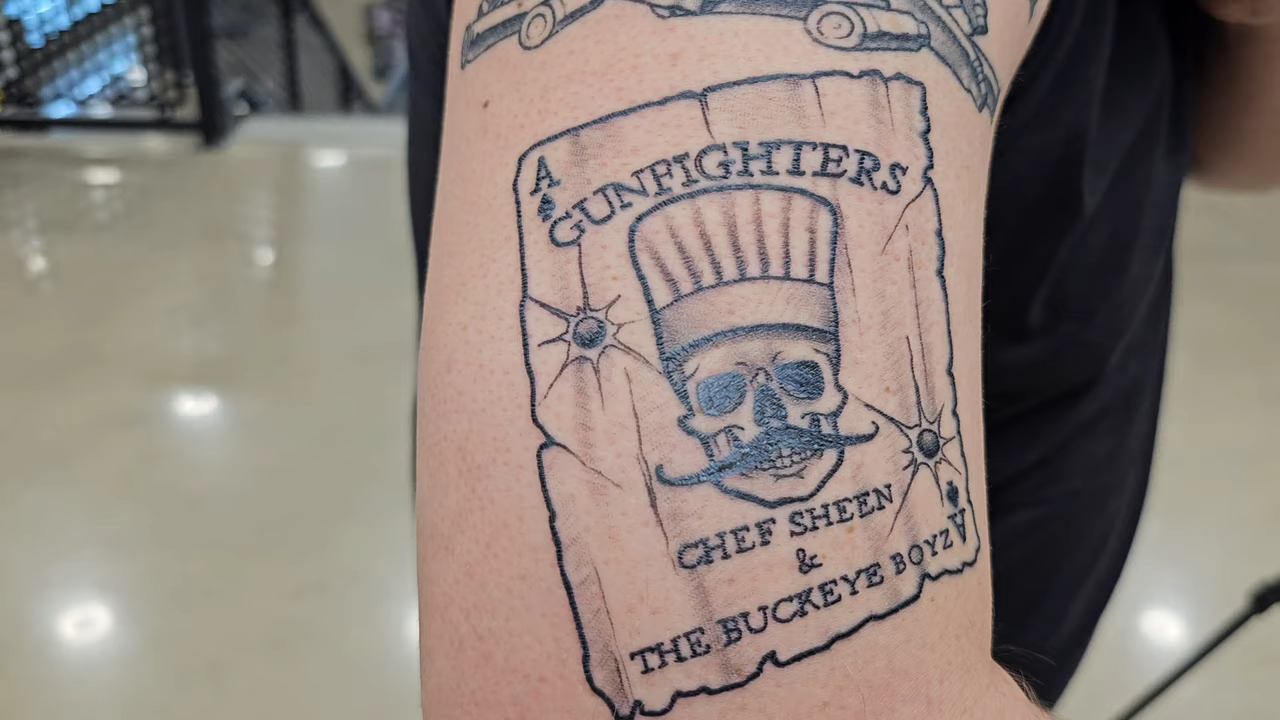 A
GUNFIGHTERS
CHEF SHEEN
&
THE BUCKEYE BOYZ
A